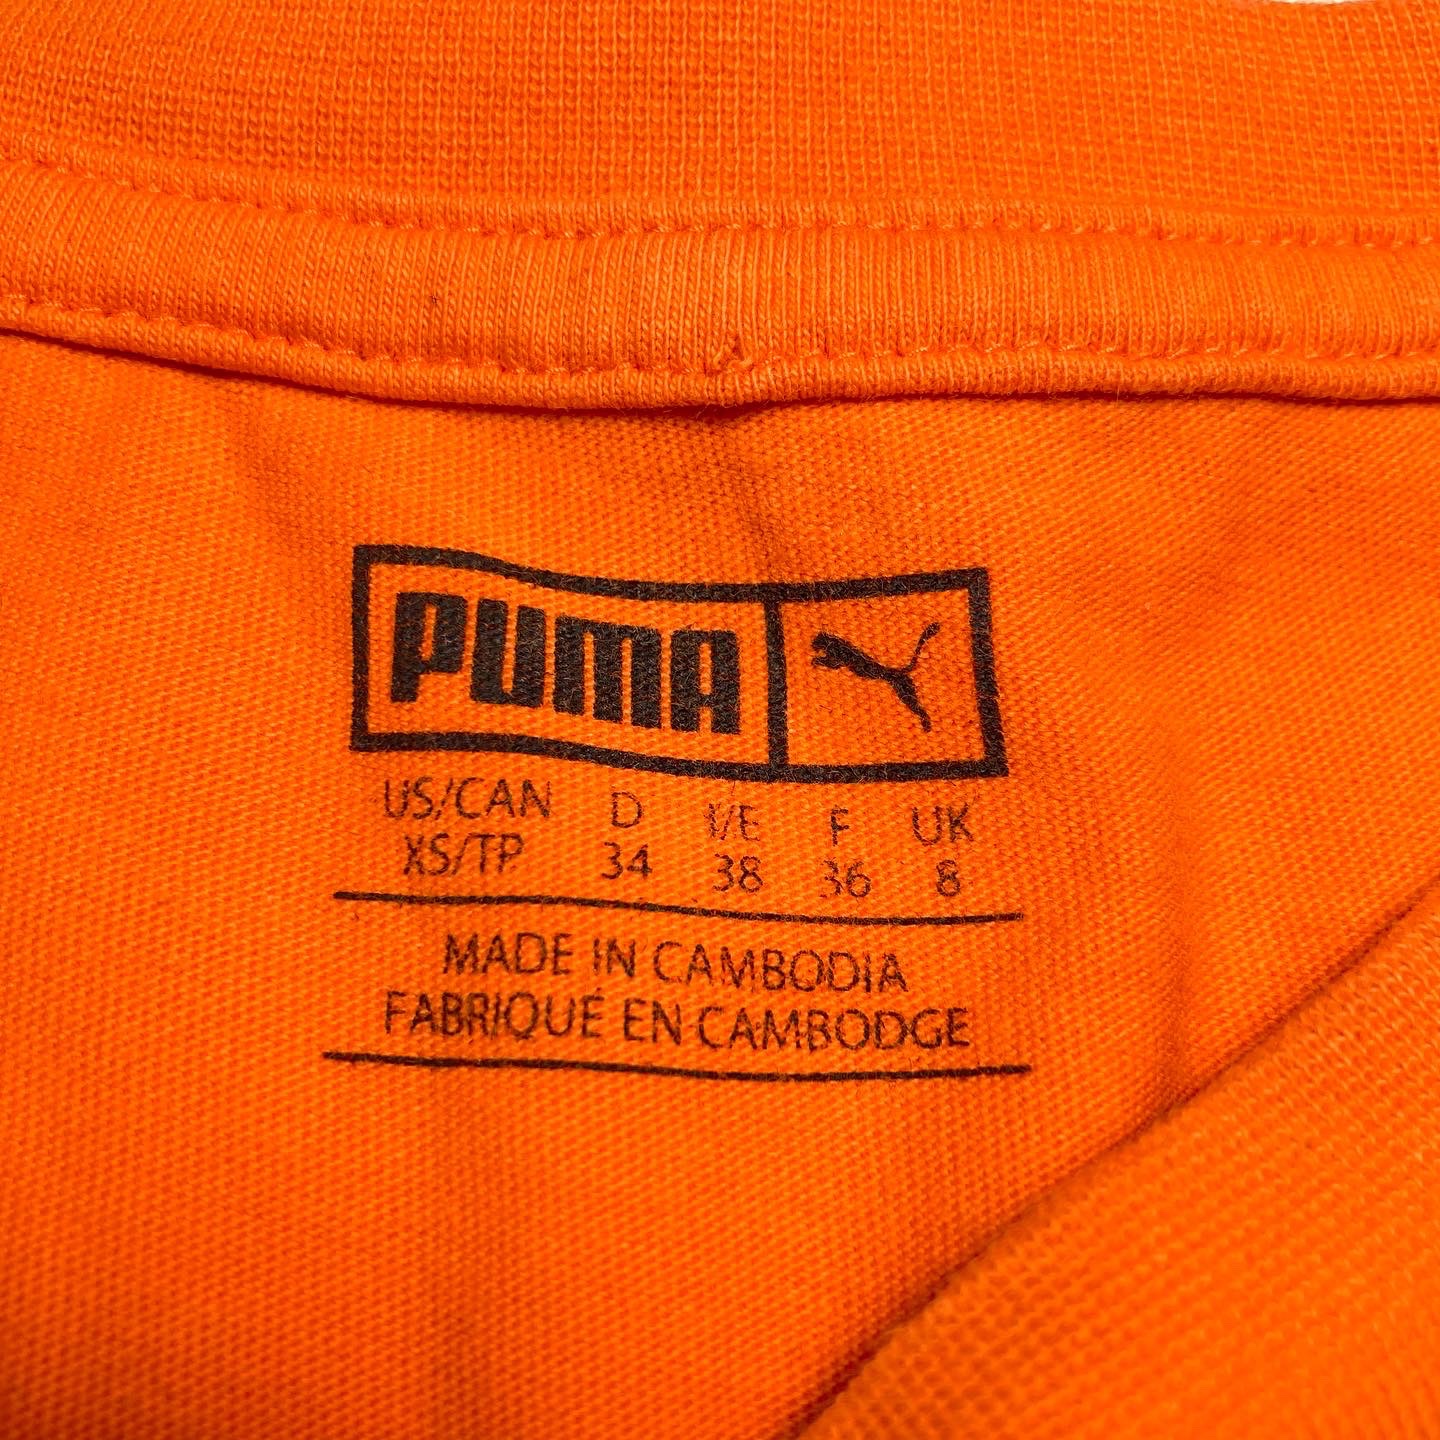 PUMA
US/CAN D I/E F UK
XS/TP 34 38 36 8
MADE IN CAMBODIA
FABRIQUÉ EN CAMBODGE